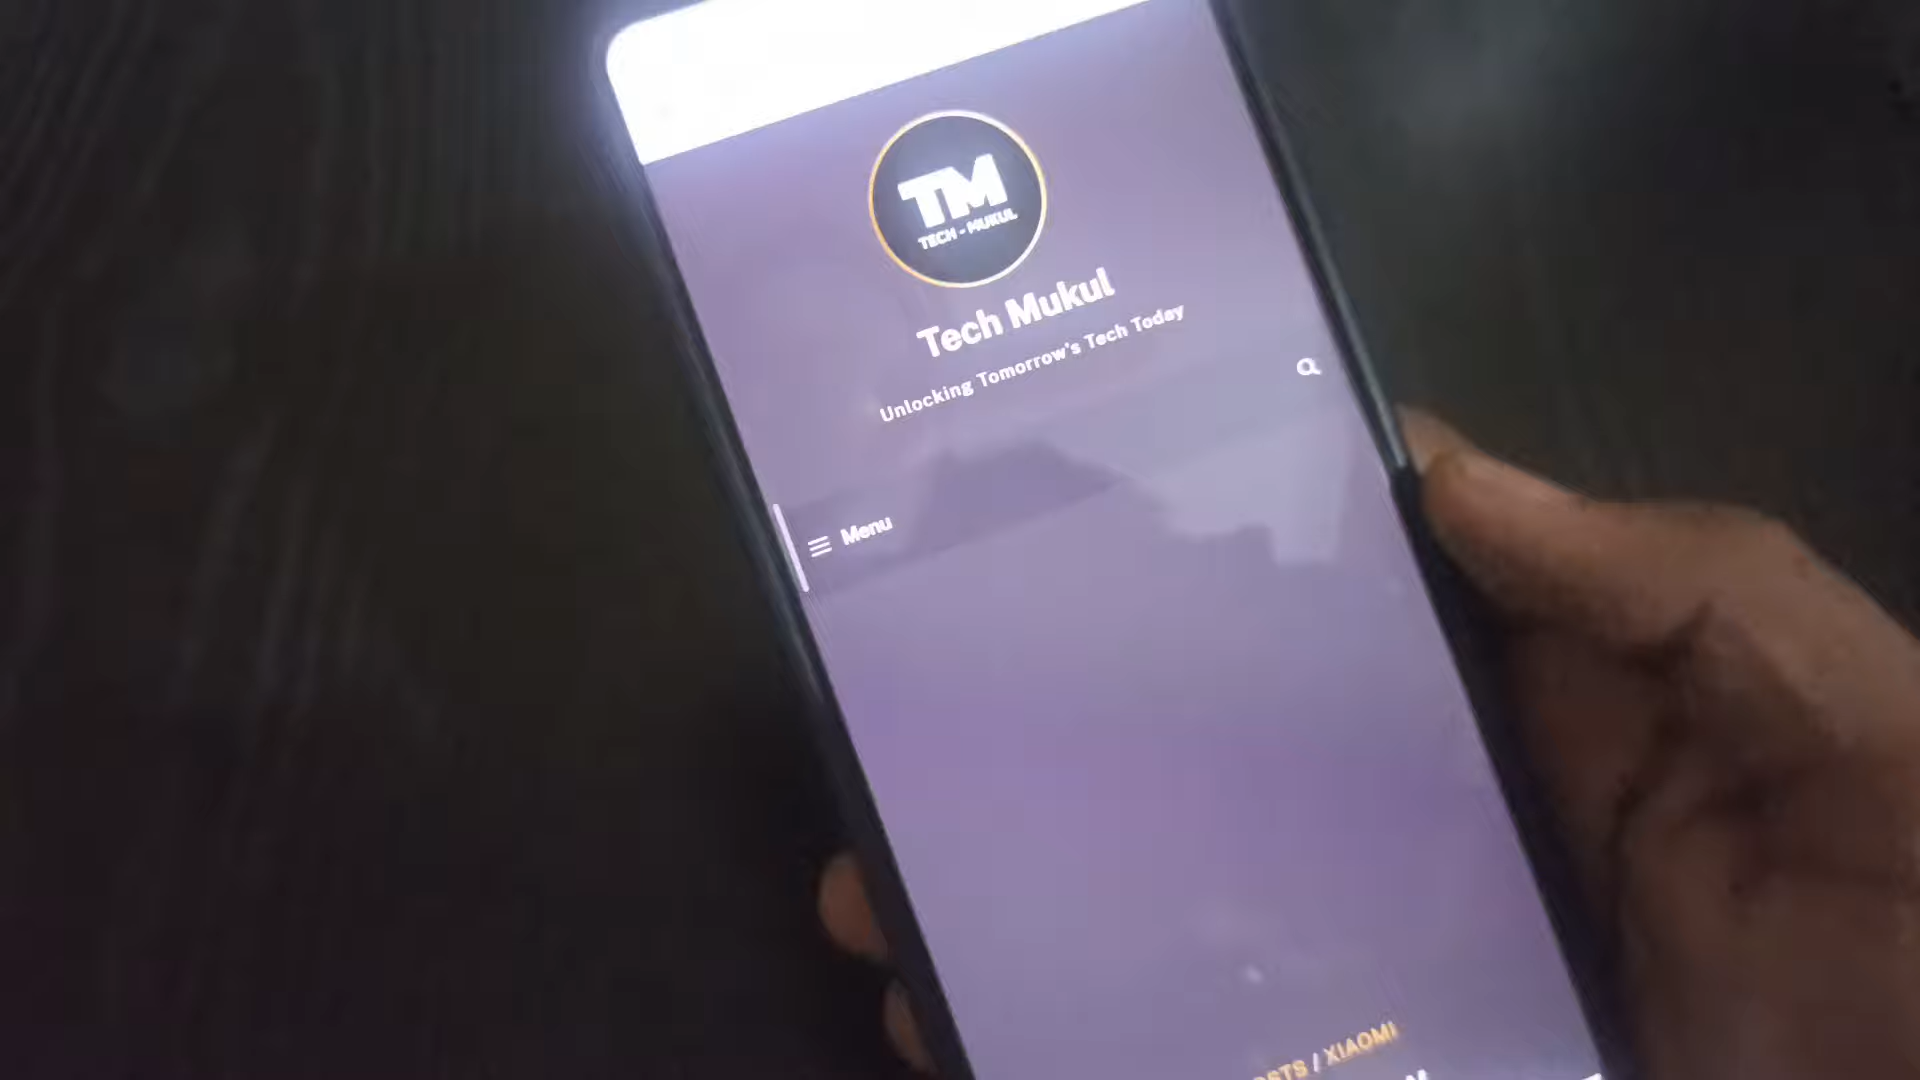 TM
TECH - MUKUL
Tech Mukul
Unlocking Tomorrow's Tech Today
Menu
/ XIAOMI